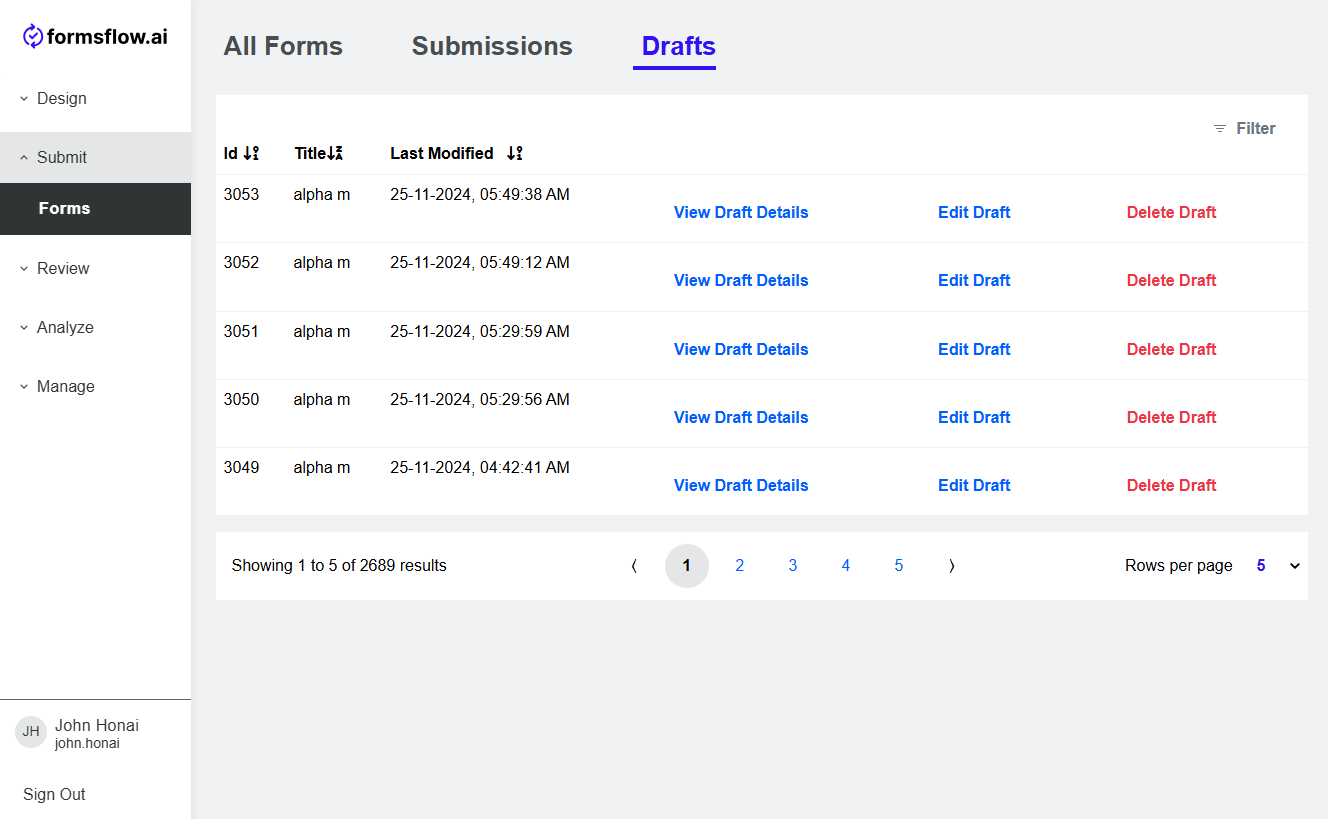 formsflow.ai
Design
Submit
Forms
Review
Analyze
Manage
JH
John Honai
john.honai
Sign Out
All Forms Submissions Drafts
Filter
Id Title Last Modified
3053 alpha m 25-11-2024, 05:49:38 AM View Draft Details Edit Draft Delete Draft
3052 alpha m 25-11-2024, 05:49:12 AM View Draft Details Edit Draft Delete Draft
3051 alpha m 25-11-2024, 05:29:59 AM View Draft Details Edit Draft Delete Draft
3050 alpha m 25-11-2024, 05:29:56 AM View Draft Details Edit Draft Delete Draft
3049 alpha m 25-11-2024, 04:42:41 AM View Draft Details Edit Draft Delete Draft
Showing 1 to 5 of 2689 results ⟨ 1 2 3 4 5 ⟩ Rows per page 5